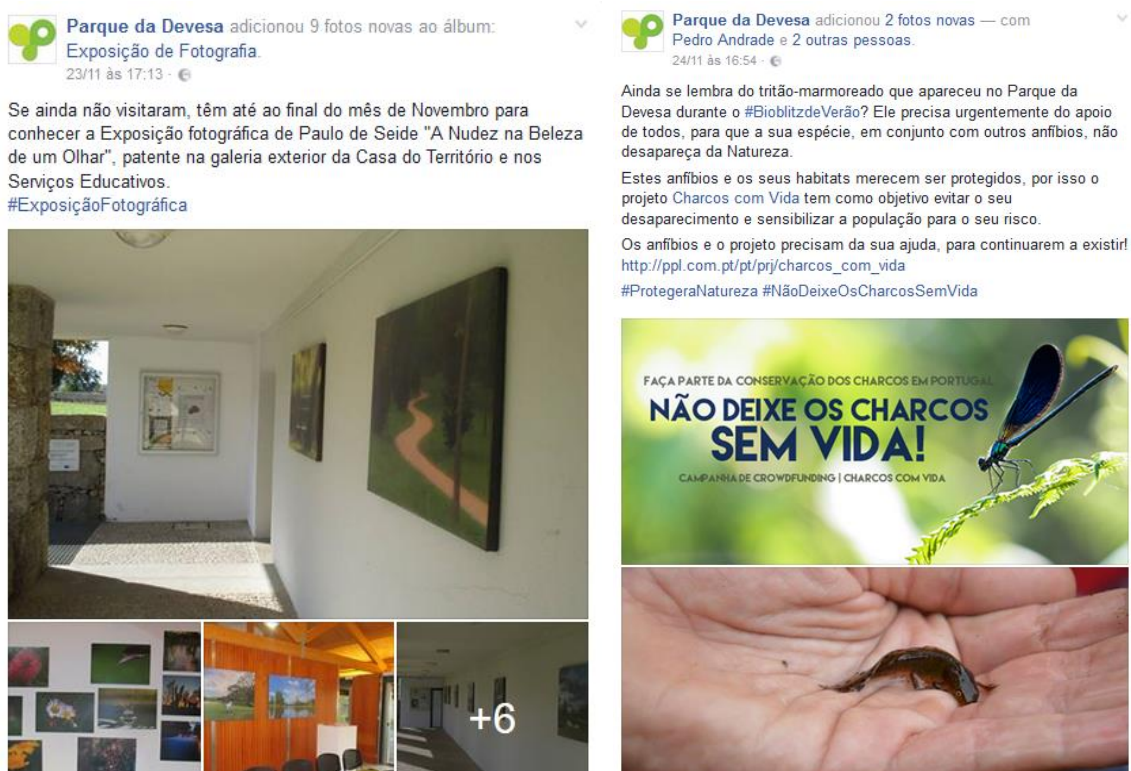 Parque da Devesa adicionou 9 fotos novas ao álbum:
Exposição de Fotografia.
23/11 às 17:13 ·
Se ainda não visitaram, têm até ao final do mês de Novembro para
conhecer a Exposição fotográfica de Paulo de Seide "A Nudez na Beleza
de um Olhar", patente na galeria exterior da Casa do Território e nos
Serviços Educativos.
#ExposiçãoFotográfica
+6
Parque da Devesa adicionou 2 fotos novas — com
Pedro Andrade e 2 outras pessoas.
24/11 às 16:54 ·
Ainda se lembra do tritão-marmoreado que apareceu no Parque da
Devesa durante o #BioblitzdeVerão? Ele precisa urgentemente do apoio
de todos, para que a sua espécie, em conjunto com outros anfíbios, não
desapareça da Natureza.
Estes anfíbios e os seus habitats merecem ser protegidos, por isso o
projeto Charcos com Vida tem como objetivo evitar o seu
desaparecimento e sensibilizar a população para o seu risco.
Os anfíbios e o projeto precisam da sua ajuda, para continuarem a existir!
http://ppl.com.pt/pt/prj/charcos_com_vida
#ProtegeraNatureza #NãoDeixeOsCharcosSemVida
FAÇA PARTE DA CONSERVAÇÃO DOS CHARCOS EM PORTUGAL
NÃO DEIXE OS CHARCOS
SEM VIDA!
CAMPANHA DE CROWDFUNDING | CHARCOS COM VIDA